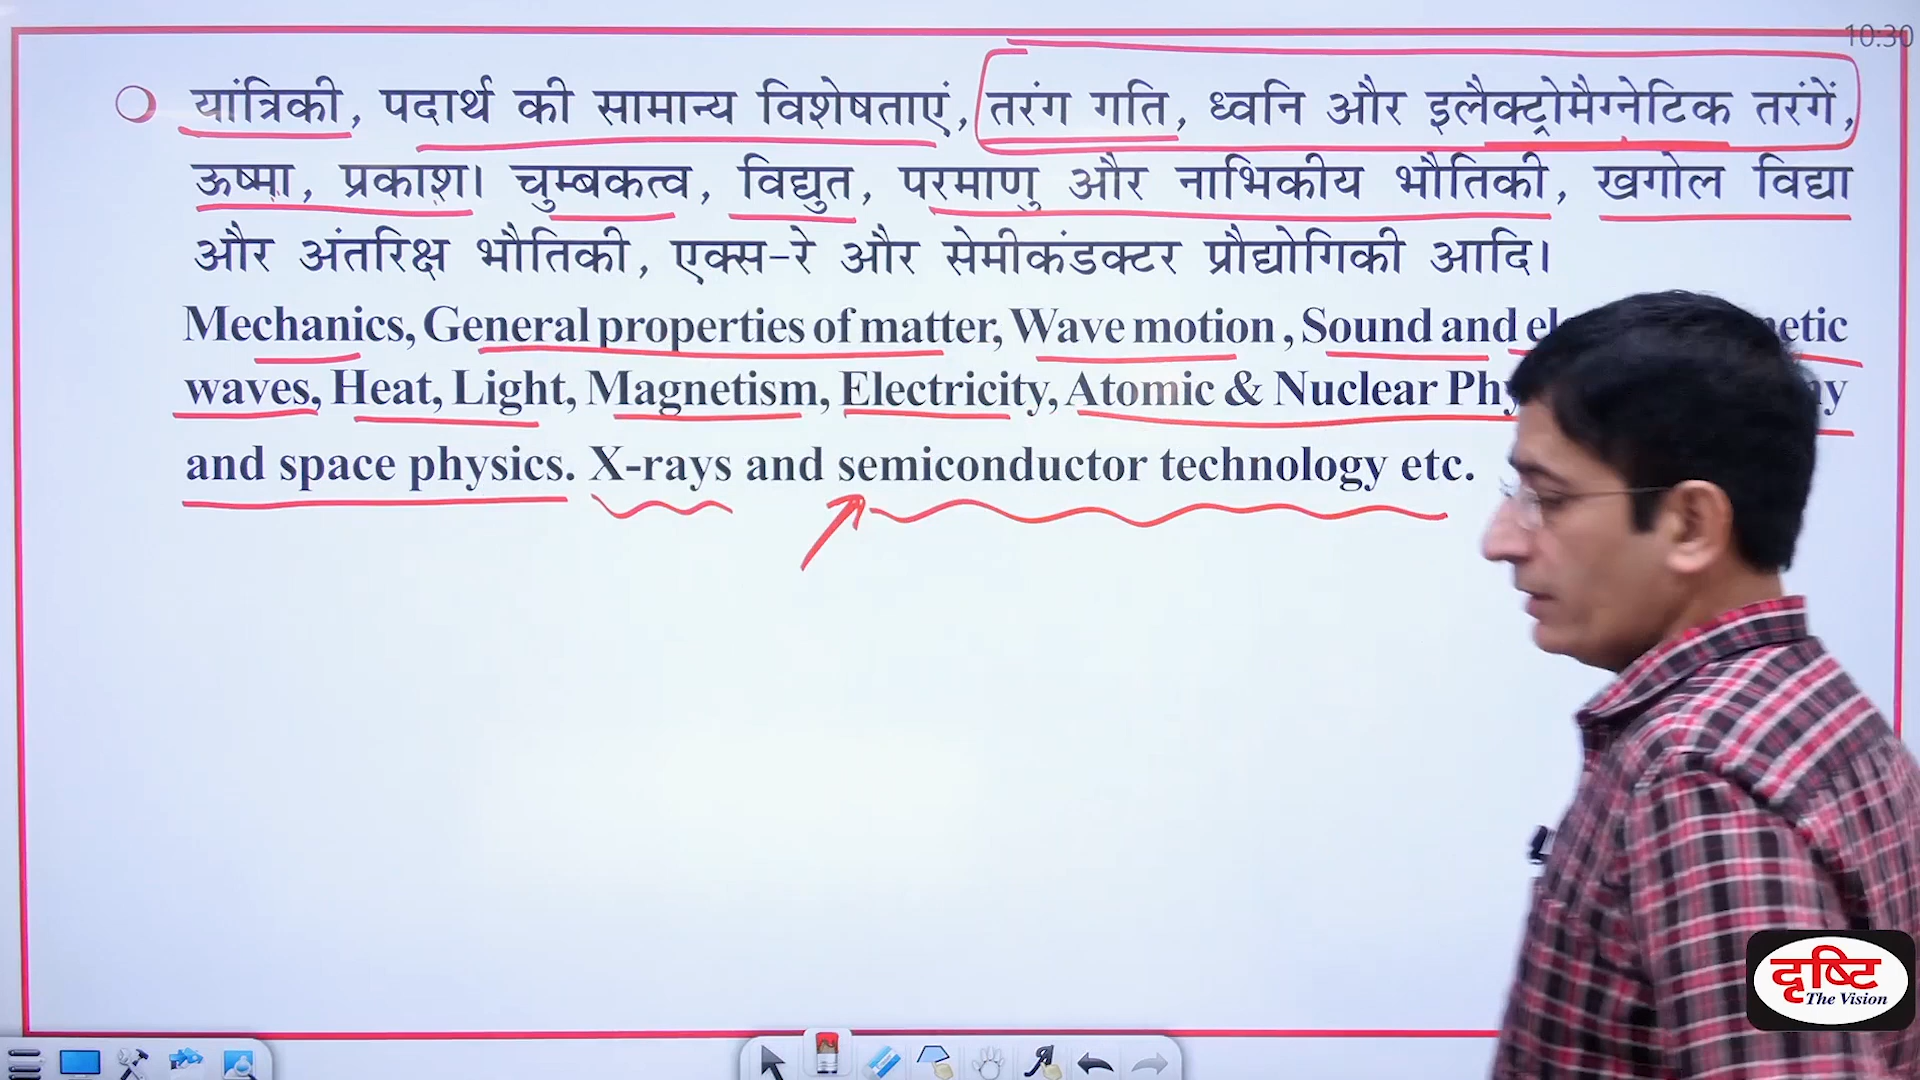 10:30
यांत्रिकी, पदार्थ की सामान्य विशेषताएं, तरंग गति, ध्वनि और इलैक्ट्रोमैग्नेटिक तरंगें,
ऊष्मा, प्रकाश। चुम्बकत्व, विद्युत, परमाणु और नाभिकीय भौतिकी, खगोल विद्या
और अंतरिक्ष भौतिकी, एक्स-रे और सेमीकंडक्टर प्रौद्योगिकी आदि।
Mechanics, General properties of matter, Wave motion , Sound and
waves, Heat, Light, Magnetism, Electricity, Atomic & Nuclear
and space physics. X-rays and semiconductor technology etc.
दृष्टि
The Vision